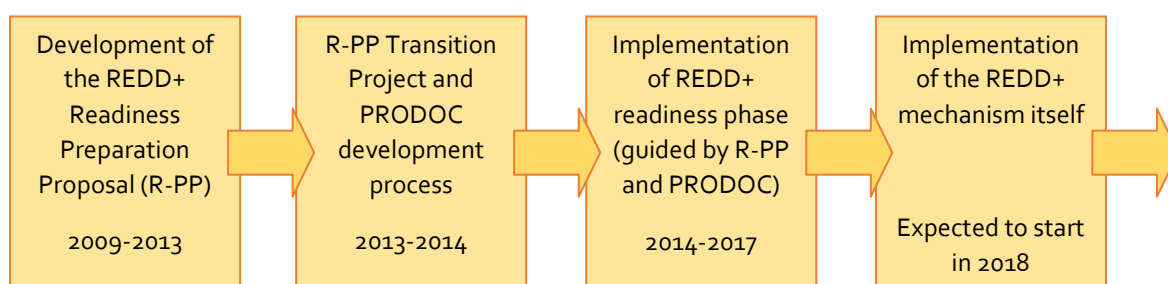 Development of
the REDD+
Readiness
Preparation
Proposal (R-PP)
2009-2013
R-PP Transition
Project and
PRODOC
development
process
2013-2014
Implementation
of REDD+
readiness phase
(guided by R-PP
and PRODOC)
2014-2017
Implementation
of the REDD+
mechanism itself
Expected to start
in 2018